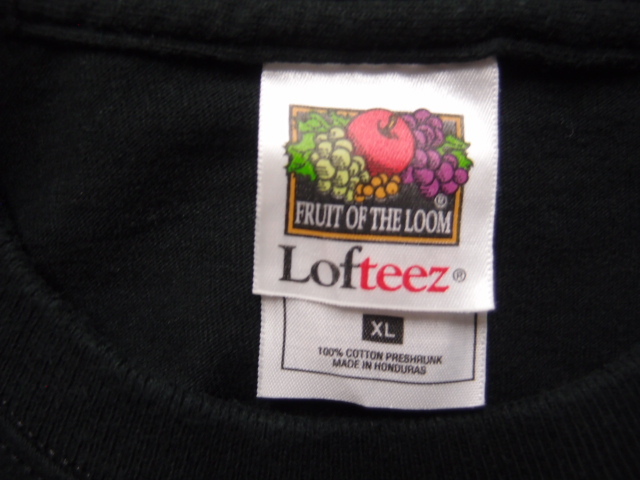 FRUIT OF THE LOOM ®
Lofteez ®
XL
100% COTTON PRESHRUNK
MADE IN HONDURAS